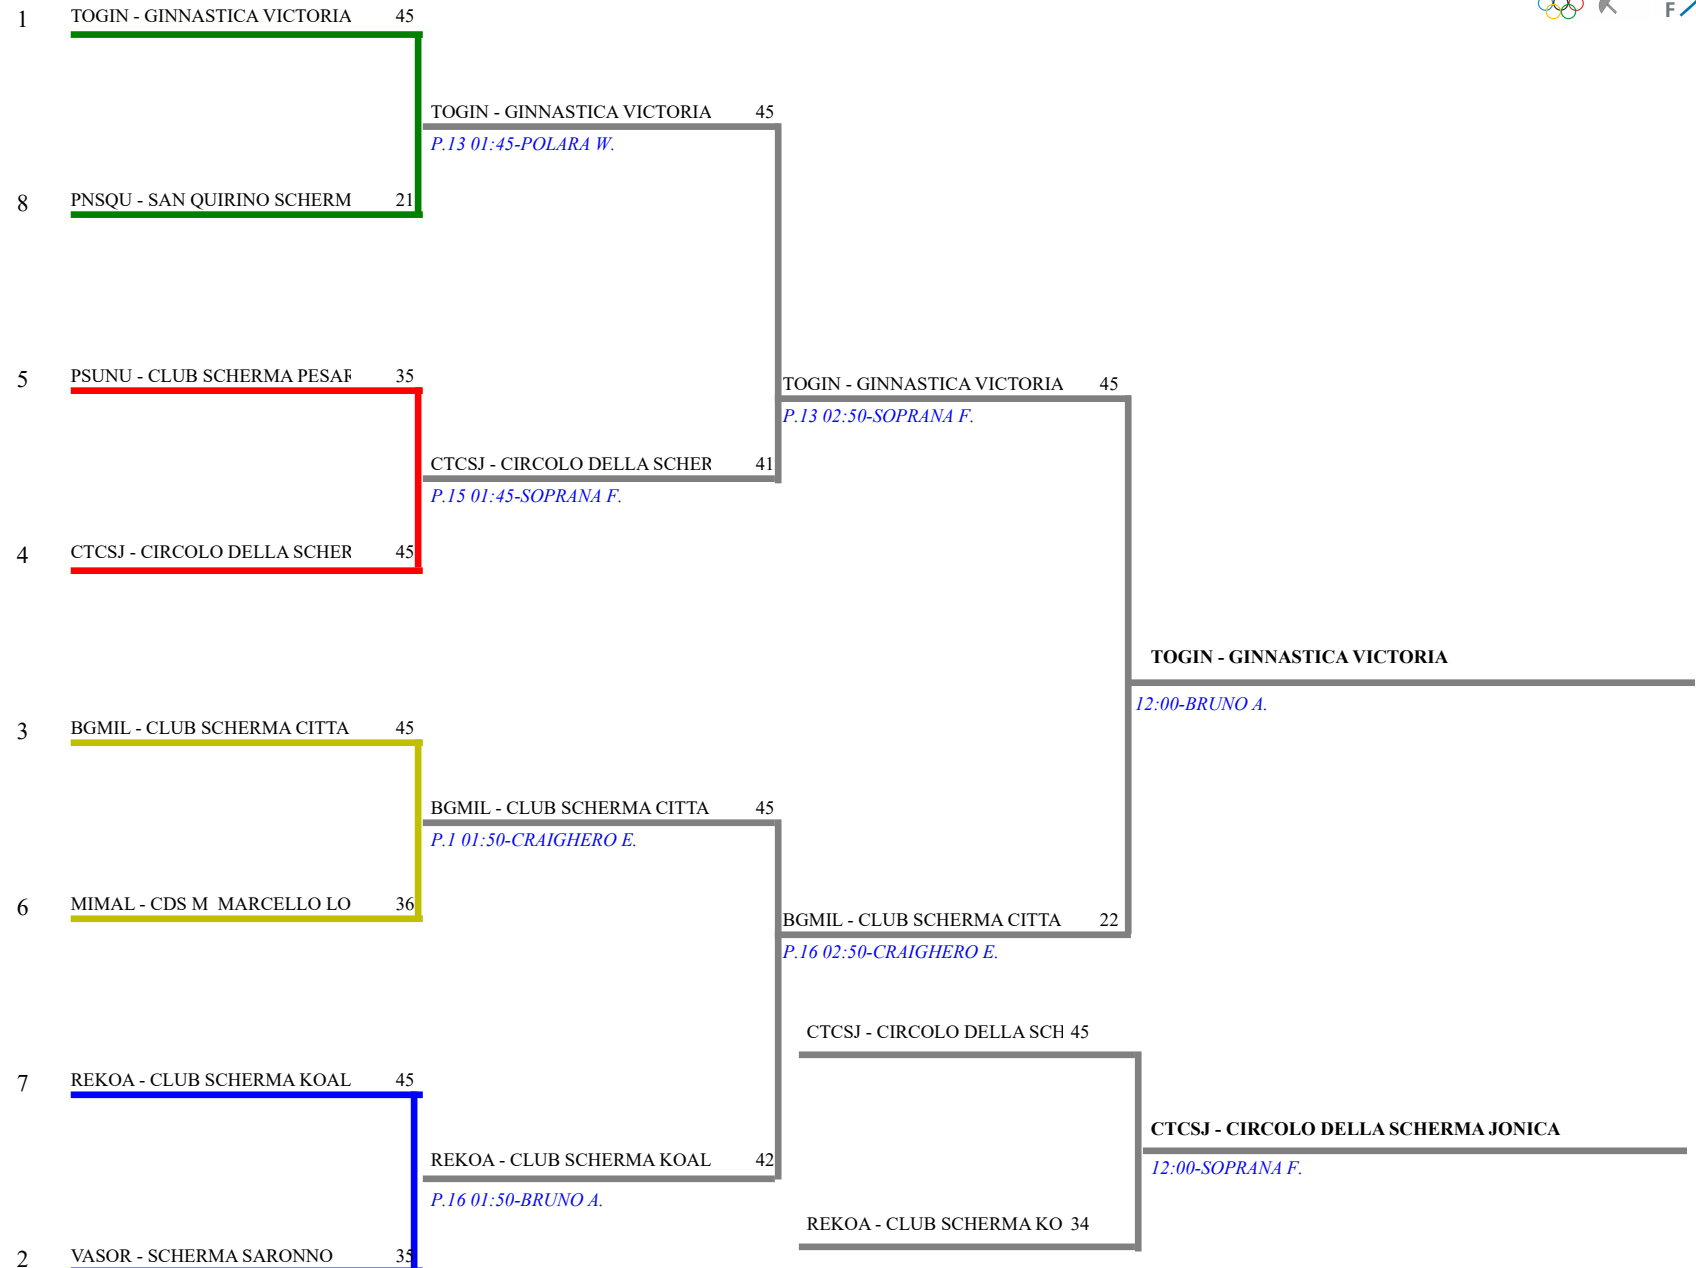 1 TOGIN - GINNASTICA VICTORIA 45
F
TOGIN - GINNASTICA VICTORIA 45
P.13 01:45-POLARA W.
8 PNSQU - SAN QUIRINO SCHERM 21
5 PSUNU - CLUB SCHERMA PESAR 35
TOGIN - GINNASTICA VICTORIA 45
P.13 02:50-SOPRANA F.
CTCSJ - CIRCOLO DELLA SCHER 41
P.15 01:45-SOPRANA F.
4 CTCSJ - CIRCOLO DELLA SCHER 45
TOGIN - GINNASTICA VICTORIA
12:00-BRUNO A.
3 BGMIL - CLUB SCHERMA CITTA 45
BGMIL - CLUB SCHERMA CITTA 45
P.1 01:50-CRAIGHERO E.
6 MIMAL - CDS M MARCELLO LO 36
BGMIL - CLUB SCHERMA CITTA 22
P.16 02:50-CRAIGHERO E.
CTCSJ - CIRCOLO DELLA SCH 45
7 REKOA - CLUB SCHERMA KOAL 45
CTCSJ - CIRCOLO DELLA SCHERMA JONICA
12:00-SOPRANA F.
REKOA - CLUB SCHERMA KOAL 42
P.16 01:50-BRUNO A.
REKOA - CLUB SCHERMA KO 34
2 VASOR - SCHERMA SARONNO 35